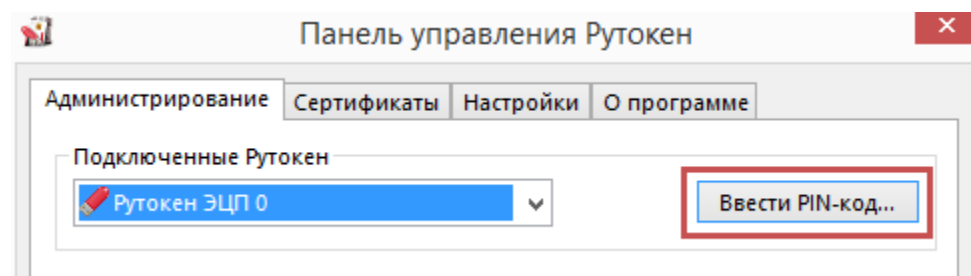 Панель управления Рутокен
Администрирование Сертификаты Настройки О программе
Подключенные Рутокен
Рутокен ЭЦП 0 Ввести PIN-код...